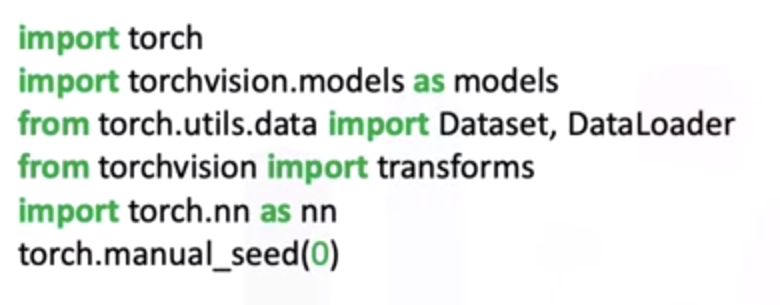 import torch
import torchvision.models as models
from torch.utils.data import Dataset, DataLoader
from torchvision import transforms
import torch.nn as nn
torch.manual_seed(0)